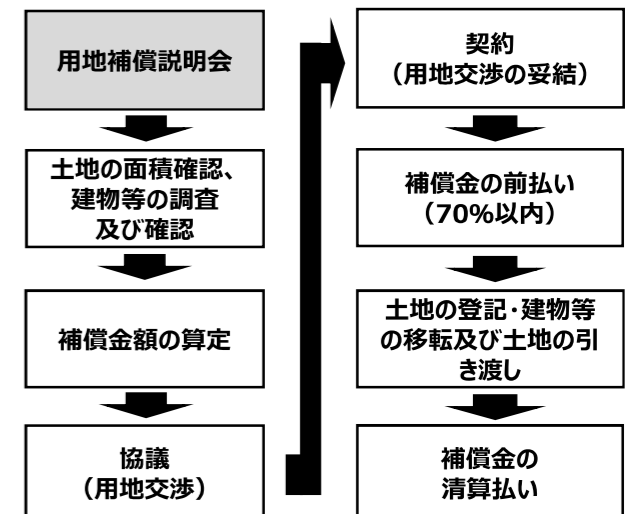 用地補償説明会
土地の面積確認、
建物等の調査
及び確認
補償金額の算定
協議
（用地交渉）
契約
（用地交渉の妥結）
補償金の前払い
（70%以内）
土地の登記・建物等
の移転及び土地の引
き渡し
補償金の
清算払い